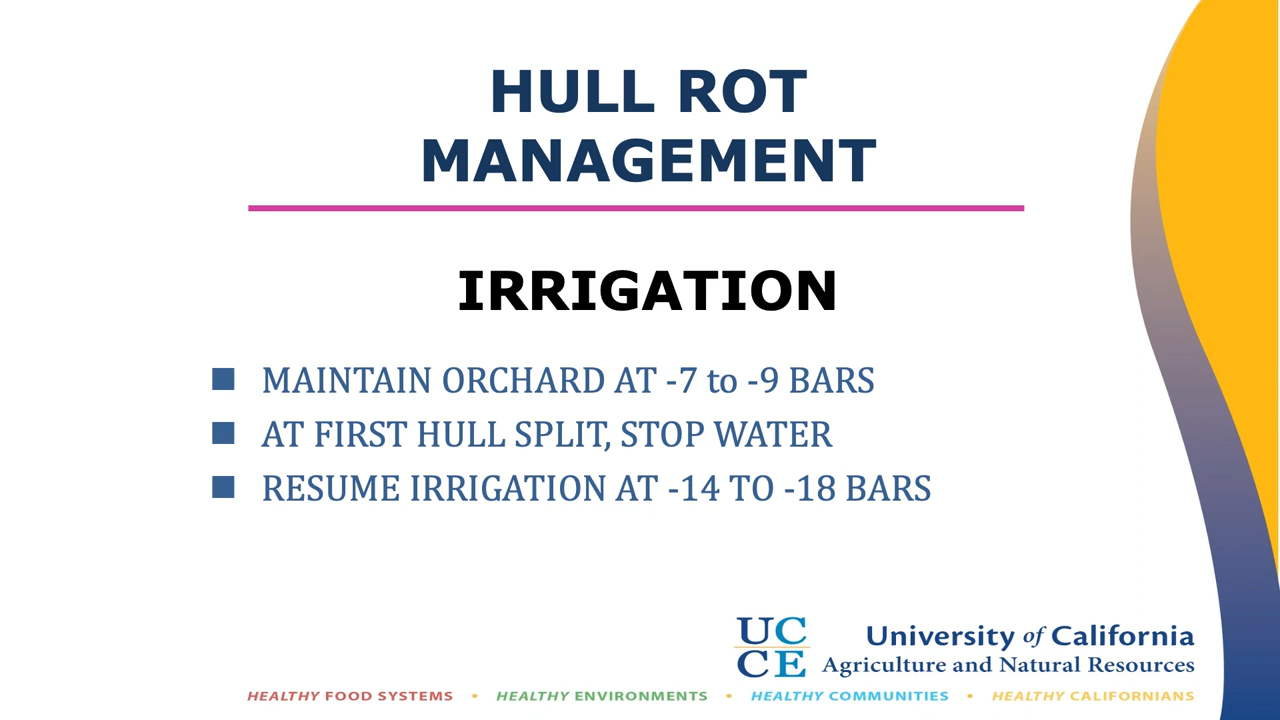 HULL ROT
MANAGEMENT
IRRIGATION
■ MAINTAIN ORCHARD AT -7 to -9 BARS
■ AT FIRST HULL SPLIT, STOP WATER
■ RESUME IRRIGATION AT -14 TO -18 BARS
UC
CE
University of California
Agriculture and Natural Resources
HEALTHY FOOD SYSTEMS • HEALTHY ENVIRONMENTS • HEALTHY COMMUNITIES • HEALTHY CALIFORNIANS